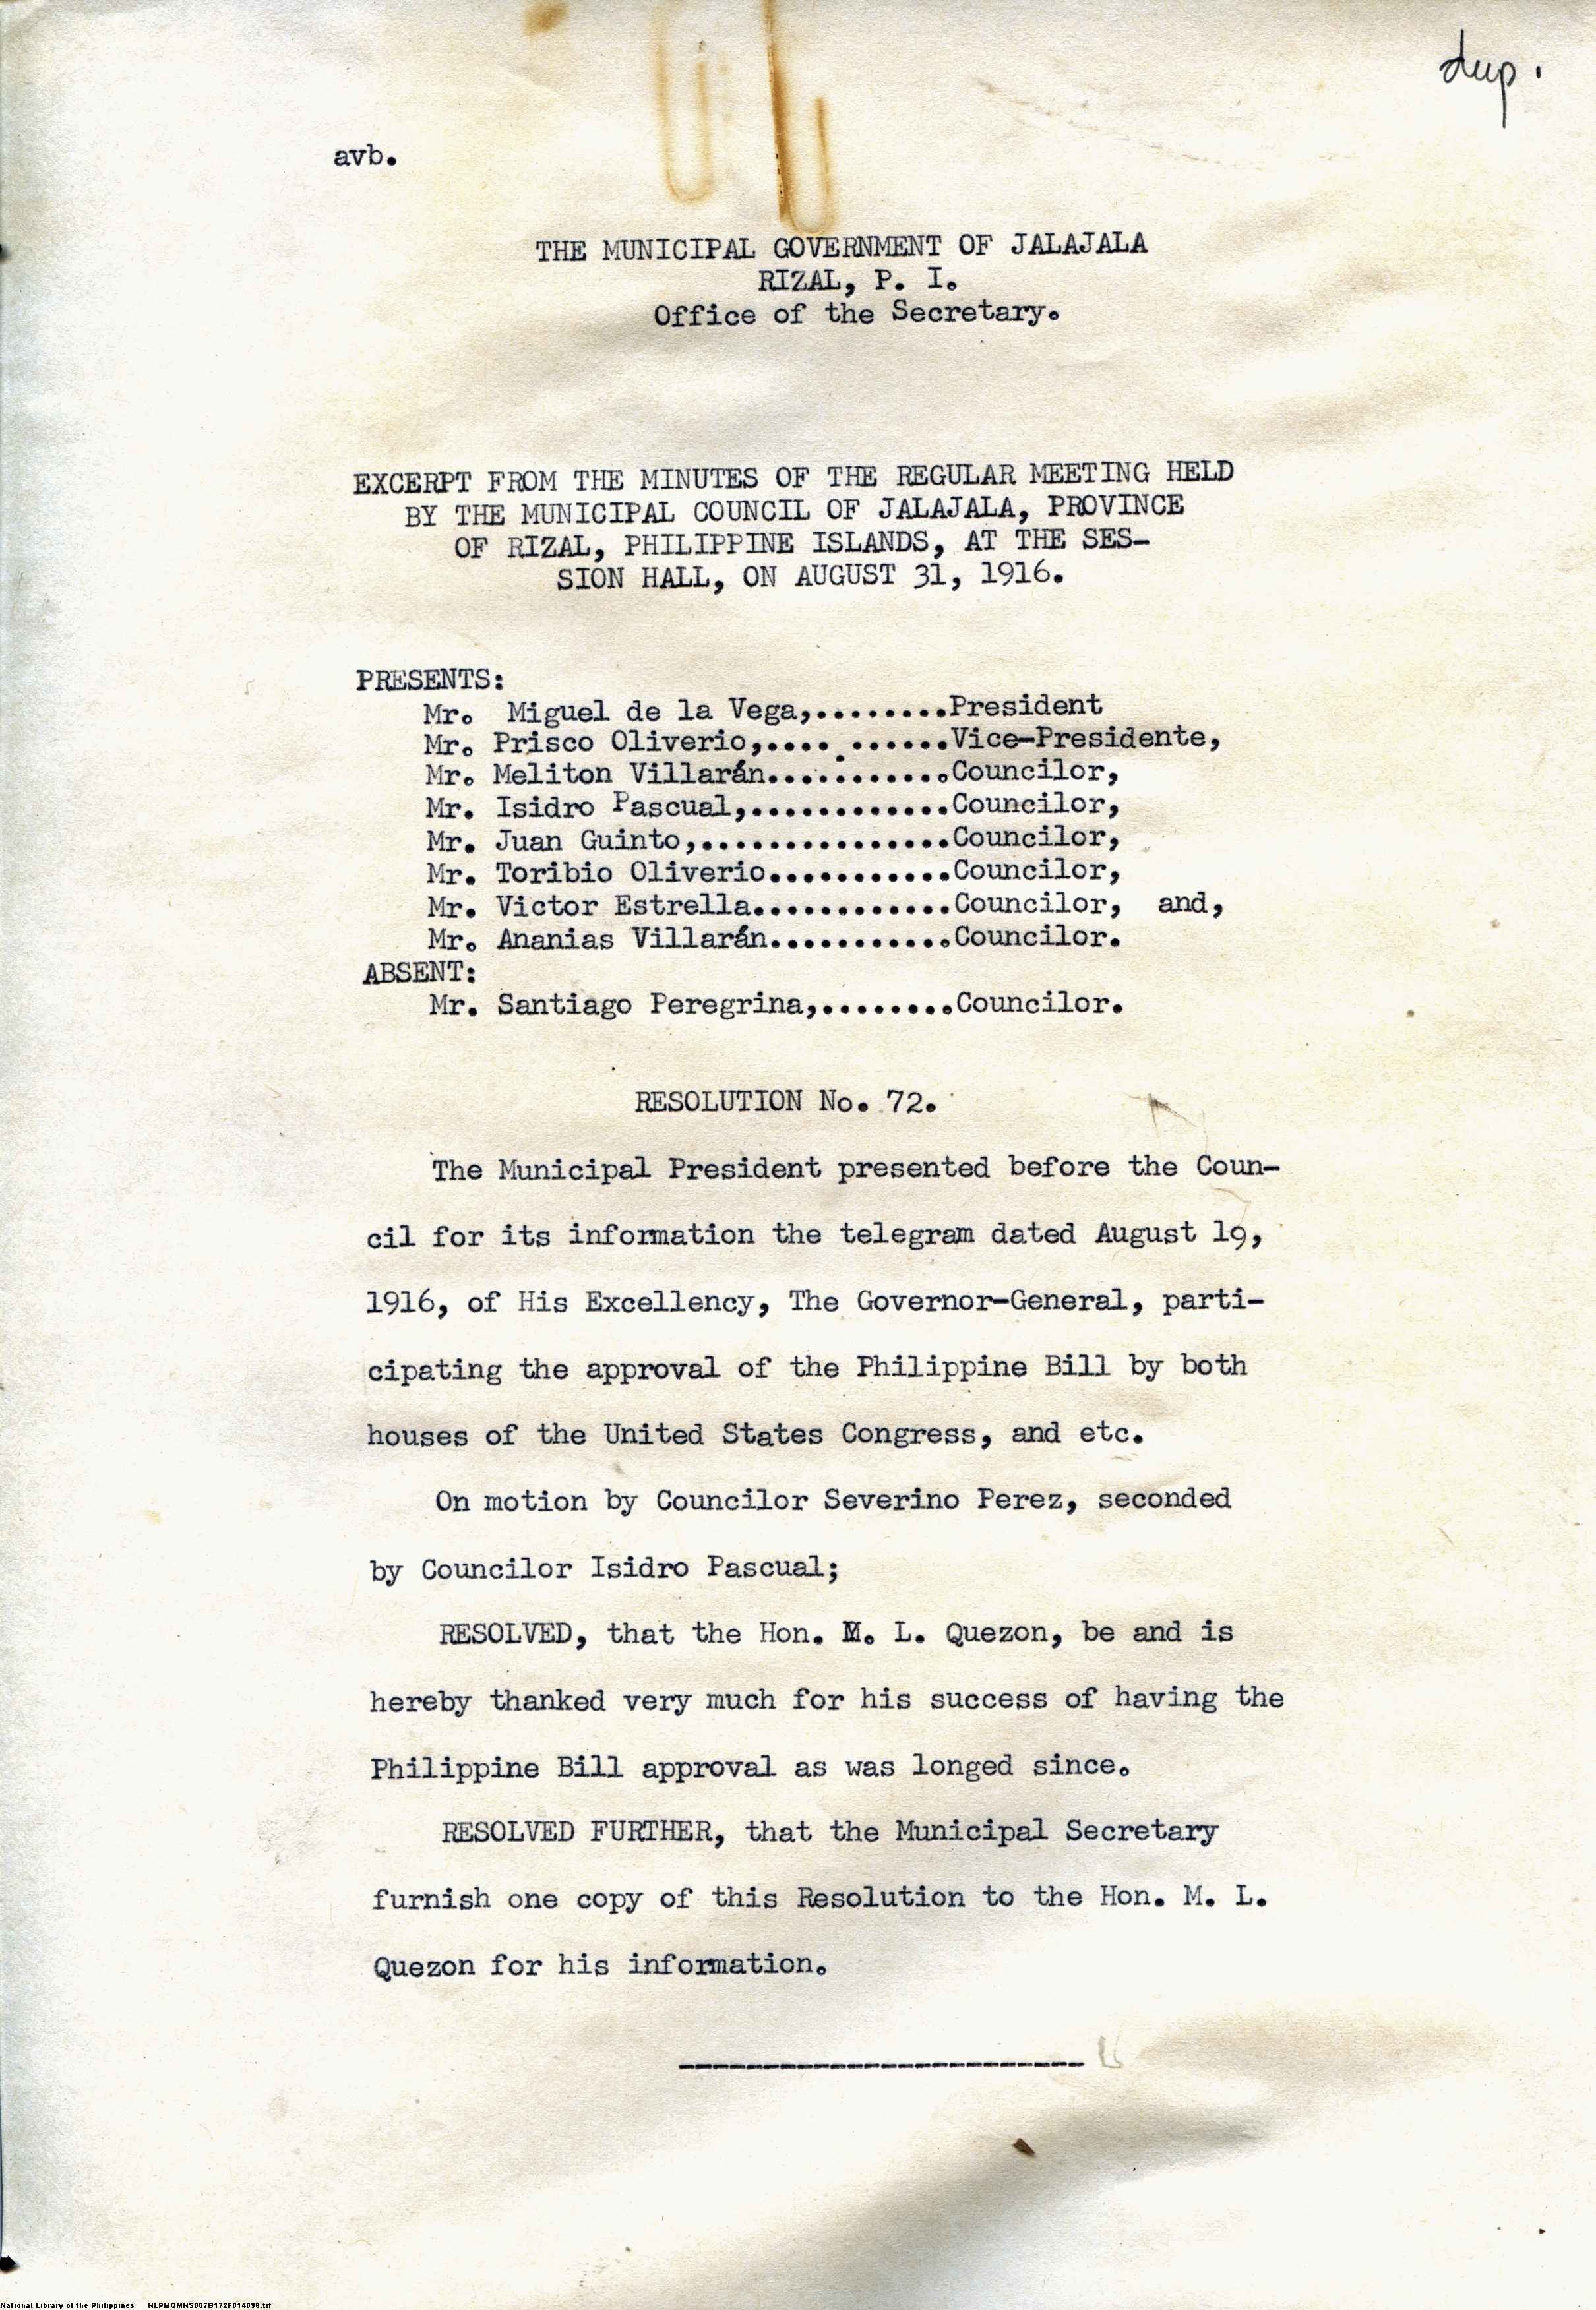 dup.
avb.
THE MUNICIPAL GOVERNMENT OF JALAJALA
RIZAL, P. I.
Office of the Secretary.
EXCERPT FROM THE MINUTES OF THE REGULAR MEETING HELD
BY THE MUNICIPAL COUNCIL OF JALAJALA, PROVINCE
OF RIZAL, PHILIPPINE ISLANDS, AT THE SES-
SION HALL, ON AUGUST 31, 1916.
PRESENTS:
Mr. Miguel de la Vega,........President
Mr. Prisco Oliverio,.... ......Vice-Presidente,
Mr. Meliton Villarán...........Councilor,
Mr. Isidro Pascual,............Councilor,
Mr. Juan Guinto,...............Councilor,
Mr. Toribio Oliverio...........Councilor,
Mr. Victor Estrella............Councilor, and,
Mr. Ananias Villarán...........Councilor.
ABSENT:
Mr. Santiago Peregrina,........Councilor.
RESOLUTION No. 72.
The Municipal President presented before the Coun-
cil for its information the telegram dated August 19,
1916, of His Excellency, The Governor-General, parti-
cipating the approval of the Philippine Bill by both
houses of the United States Congress, and etc.
On motion by Councilor Severino Perez, seconded
by Councilor Isidro Pascual;
RESOLVED, that the Hon. M. L. Quezon, be and is
hereby thanked very much for his success of having the
Philippine Bill approval as was longed since.
RESOLVED FURTHER, that the Municipal Secretary
furnish one copy of this Resolution to the Hon. M. L.
Quezon for his information.
------------------------
National Library of the Philippines NLPMQMNS007B172F014098.tif